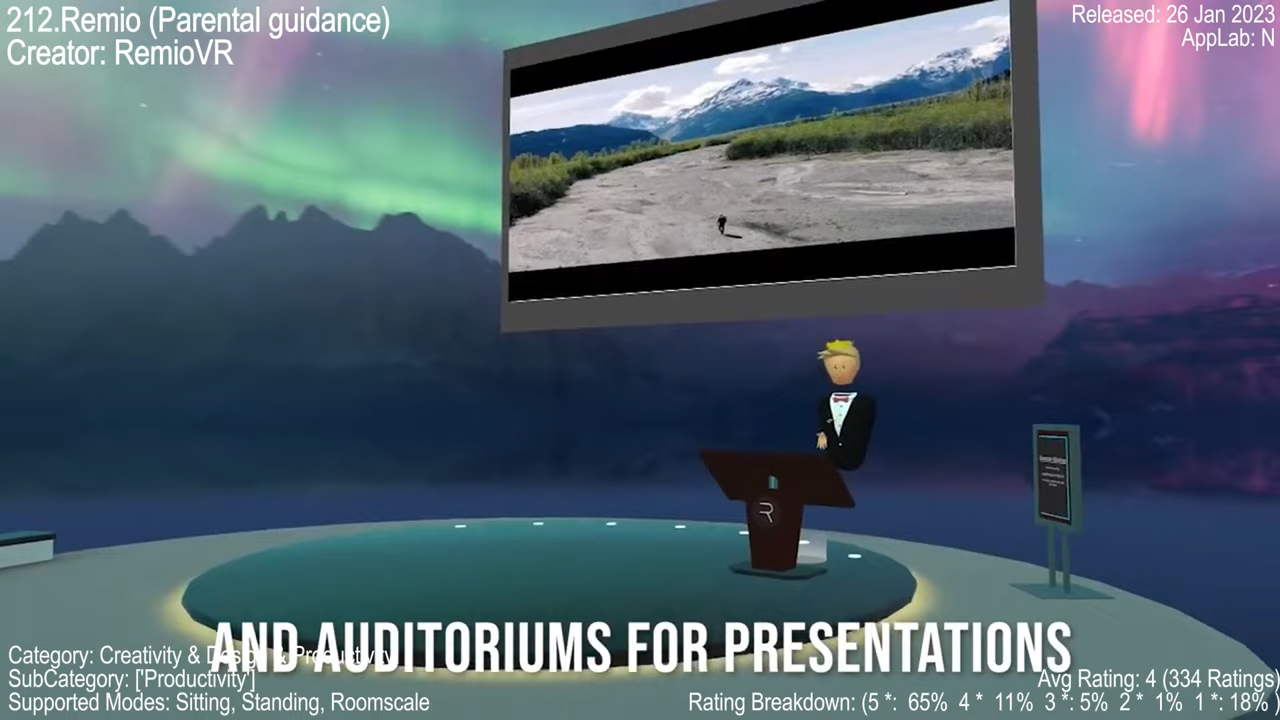 212.Remio (Parental guidance)
Creator: RemioVR
Released: 26 Jan 2023
AppLab: N
R
AND AUDITORIUMS FOR PRESENTATIONS
Category: Creativity & Design & Productivity
SubCategory: ['Productivity']
Supported Modes: Sitting, Standing, Roomscale
Avg Rating: 4 (334 Ratings)
Rating Breakdown: (5 *: 65% 4 * 11% 3 *: 5% 2 * 1% 1 *: 18% )